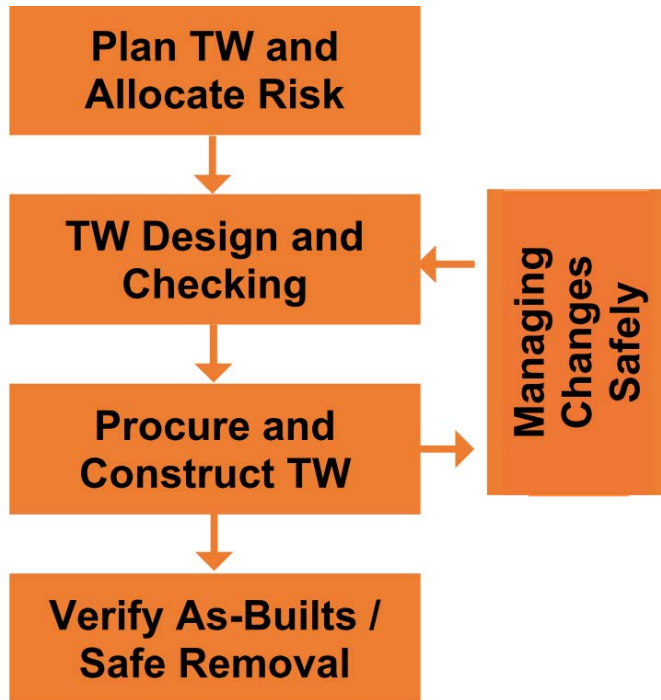 Plan TW and
Allocate Risk
TW Design and
Checking
Managing
Changes
Safely
Procure and
Construct TW
Verify As-Builts /
Safe Removal